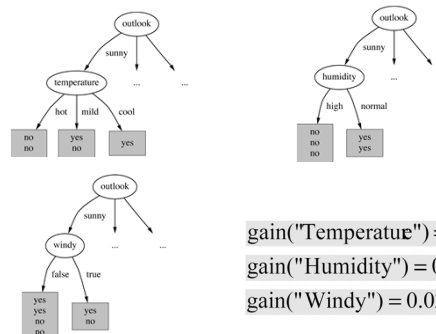 outlook
sunny
temperature
...
...
hot
mild
cool
no
no
yes
no
yes
outlook
sunny
humidity
...
...
high
normal
no
no
no
yes
yes
outlook
sunny
windy
...
...
false
true
yes
yes
no
no
yes
no
gain("Temperature") =
gain("Humidity") = 0
gain("Windy") = 0.0